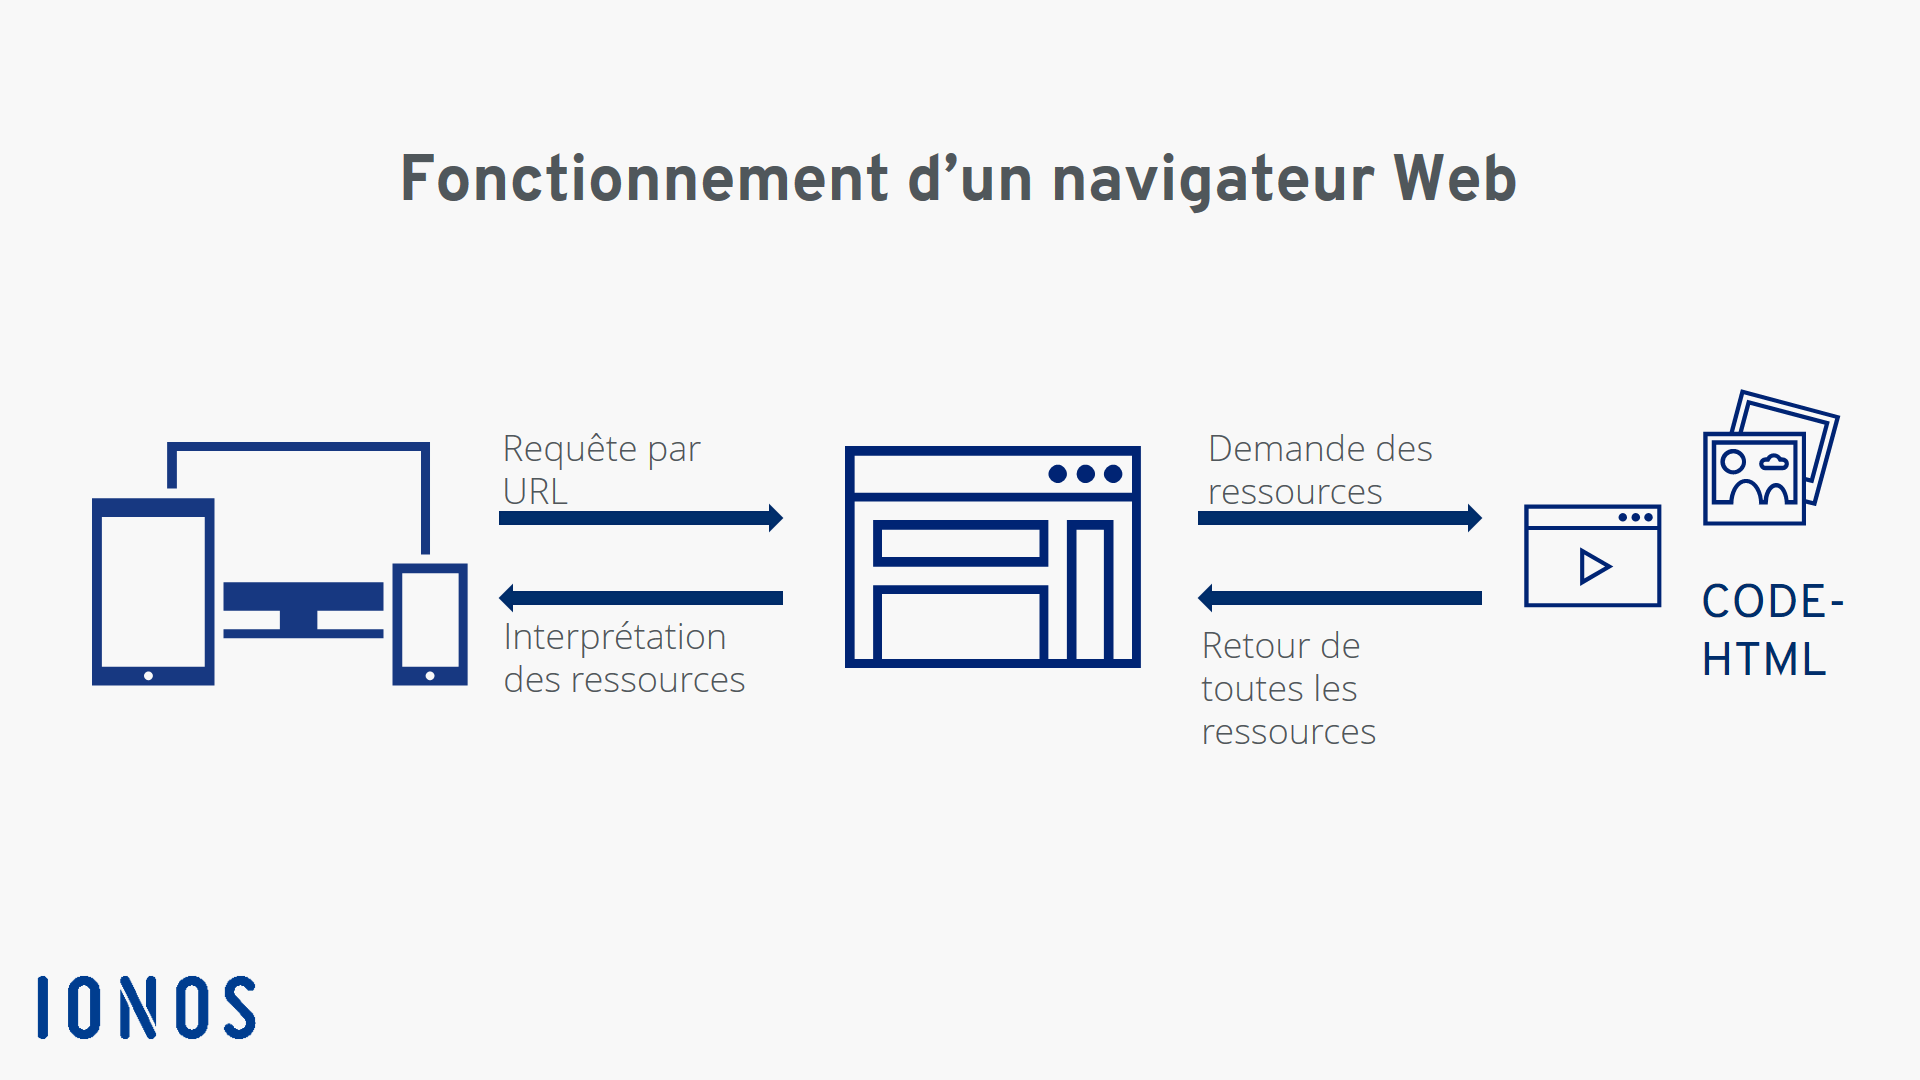 Fonctionnement d’un navigateur Web
Requête par
URL
Interprétation
des ressources
Demande des
ressources
Retour de
toutes les
ressources
CODE-
HTML
IONOS